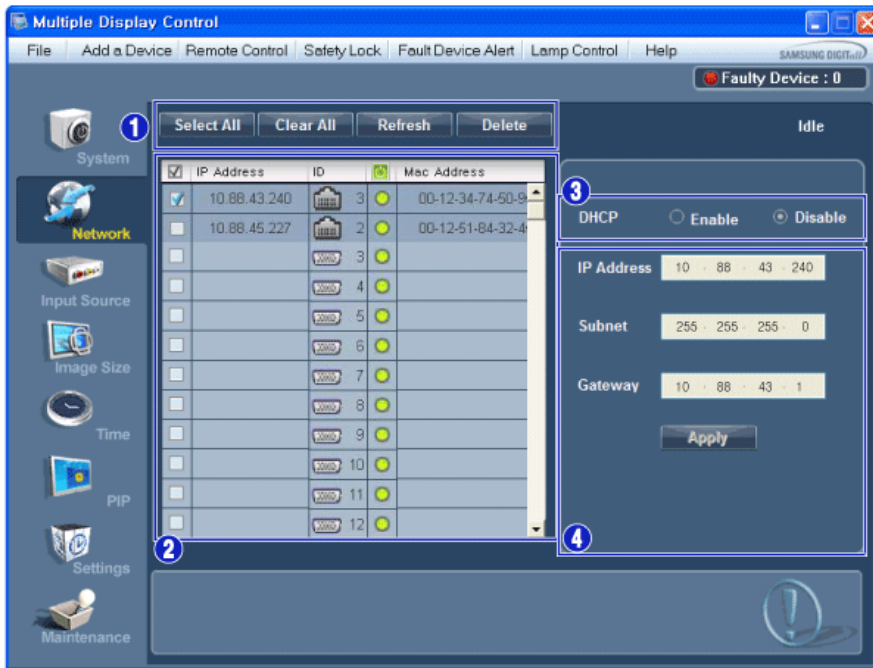 Multiple Display Control
File Add a Device Remote Control Safety Lock Fault Device Alert Lamp Control Help SAMSUNG DIGITall
Faulty Device : 0
1 Select All Clear All Refresh Delete
Idle
System
IP Address ID Mac Address
10.88.43.240 3 00-12-34-74-50-9
10.88.45.227 2 00-12-51-84-32-4
3
4
5
6
7
8
9
10
11
12
2
Network
Input Source
Image Size
Time
PIP
Settings
Maintenance
3
DHCP Enable Disable
IP Address 10 . 88 . 43 . 240
Subnet 255 . 255 . 255 . 0
Gateway 10 . 88 . 43 . 1
Apply
4